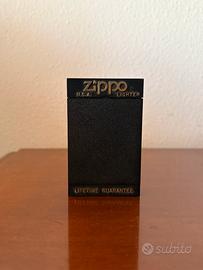 zippo
U.S.A. LIGHTER
LIFETIME GUARANTEE
subito